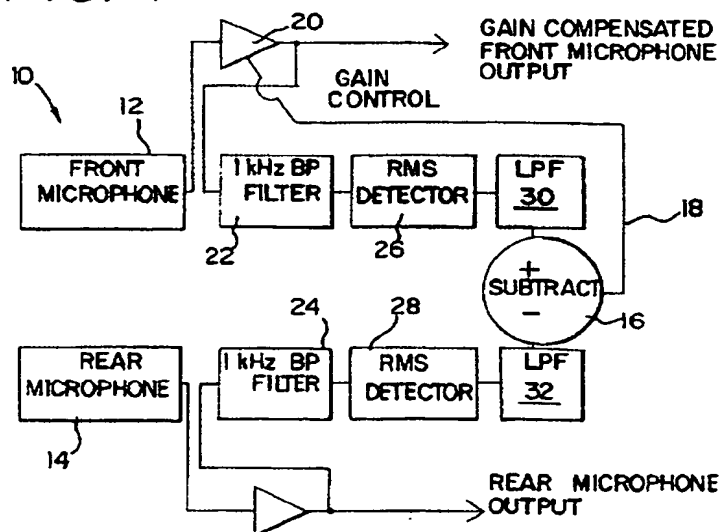 20
GAIN COMPENSATED
FRONT MICROPHONE
OUTPUT
10
GAIN
CONTROL
12
FRONT
MICROPHONE
1 kHz BP
FILTER
RMS
DETECTOR
LPF
30
18
22
26
+
SUBTRACT
−
16
24
28
REAR
MICROPHONE
1 kHz BP
FILTER
RMS
DETECTOR
LPF
32
14
REAR MICROPHONE
OUTPUT